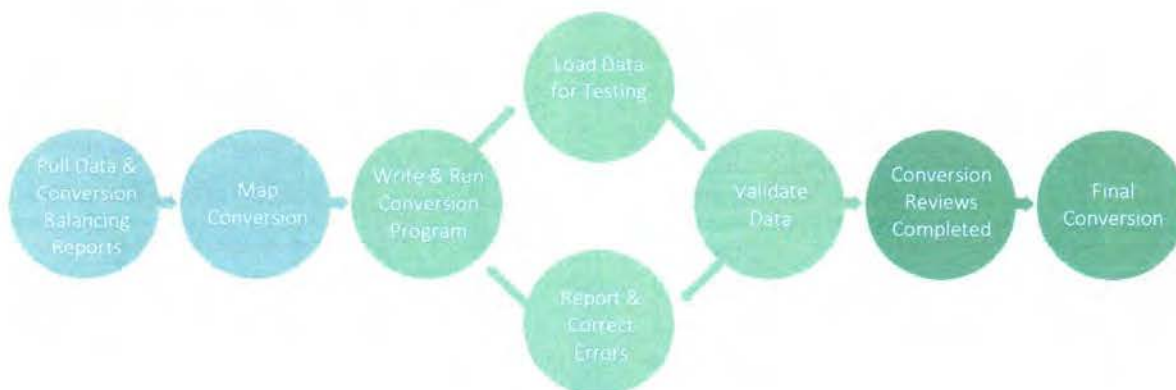 Pull Data &
Conversion
Balancing
Reports
Map
Conversion
Write & Run
Conversion
Program
Load Data
for Testing
Validate
Data
Report &
Correct
Errors
Conversion
Reviews
Completed
Final
Conversion